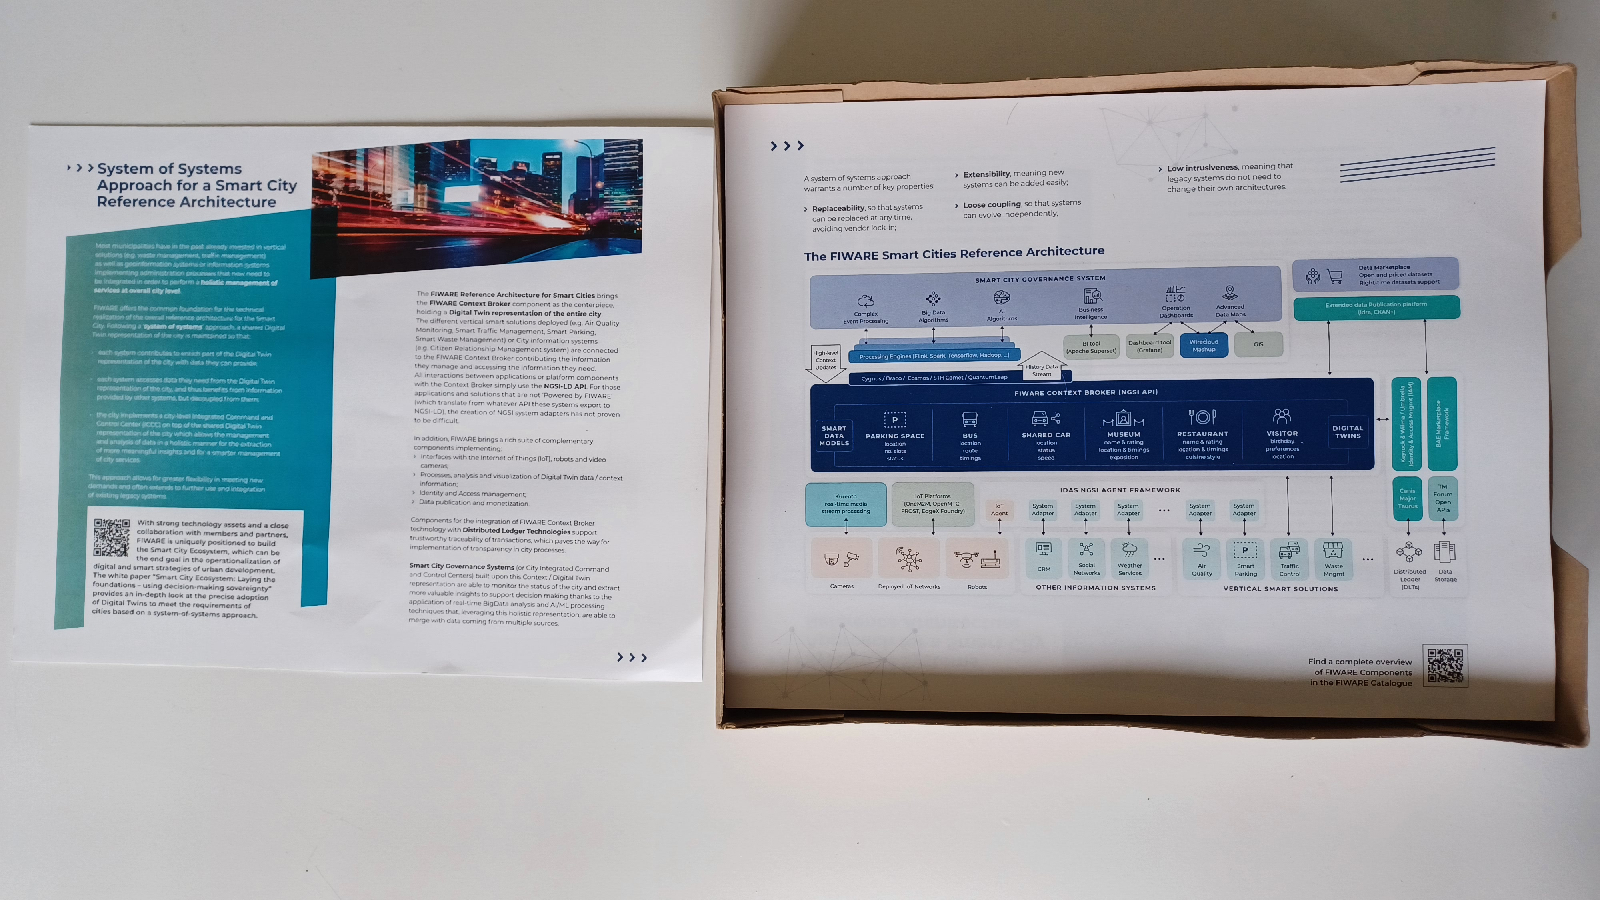 System of Systems
Approach for a Smart City
Reference Architecture
Most municipalities have in the past already invested in vertical
solutions (e.g. waste management, traffic management)
as well as geoinformation systems or information systems
implementing administration processes that now need to
be integrated in order to perform a holistic management of
services at overall city level.
FIWARE offers the common foundation for the technical
realization of the overall reference architecture for the Smart
City. Following a "system of systems" approach, a shared Digital
Twin representation of the city is maintained so that:
each system contributes to enrich part of the Digital Twin
representation of the city with data they can provide;
each system accesses data they need from the Digital Twin
representation of the city, and thus benefits from information
provided by other systems, but decoupled from them;
the city implements a city-level Integrated Command and
Control Center (ICCC) on top of the shared Digital Twin
representation of the city which allows the management
and analysis of data in a holistic manner for the extraction
of more meaningful insights and for a smarter management
of city services.
This approach allows for greater flexibility in meeting new
demands and often extends to further use and integration
of existing legacy systems.
With strong technology assets and a close
collaboration with members and partners,
FIWARE is uniquely positioned to build
the Smart City Ecosystem, which can be
the end goal in the operationalization of
digital and smart strategies of urban development.
The white paper "Smart City Ecosystem: Laying the
foundations – using decision-making sovereignty"
provides an in-depth look at the precise adoption
of Digital Twins to meet the requirements of
cities based on a system-of-systems approach.
The FIWARE Reference Architecture for Smart Cities brings
the FIWARE Context Broker component as the centerpiece,
holding a Digital Twin representation of the entire city
The different vertical smart solutions deployed (e.g. Air Quality
Monitoring, Smart Traffic Management, Smart Parking,
Smart Waste Management) or City information systems
(e.g. Citizen Relationship Management system) are connected
to the FIWARE Context Broker contributing the information
they manage and accessing the information they need.
All interactions between applications or platform components
with the Context Broker simply use the NGSI-LD API. For those
applications and solutions that are not 'Powered by FIWARE'
(which translate from whatever API these systems export to
NGSI-LD), the creation of NGSI system adapters has not proven
to be difficult.
In addition, FIWARE brings a rich suite of complementary
components implementing:
› Interfaces with the Internet of Things (IoT), robots and video
cameras;
› Processes, analysis and visualization of Digital Twin data / context
information;
› Identity and Access management;
› Data publication and monetization.
Components for the integration of FIWARE Context Broker
technology with Distributed Ledger Technologies support
trustworthy traceability of transactions, which paves the way for
implementation of transparency in city processes.
Smart City Governance Systems (or City Integrated Command
and Control Centers) built upon this Context / Digital Twin
representation are able to monitor the status of the city and extract
more valuable insights to support decision making thanks to the
application of real-time BigData analysis and AI/ML processing
techniques that, leveraging this holistic representation, are able to
merge with data coming from multiple sources.
A system of systems approach
warrants a number of key properties
› Replaceability, so that systems
can be replaced at any time,
avoiding vendor lock-in;
› Extensibility, meaning new
systems can be added easily;
› Loose coupling, so that systems
can evolve independently;
› Low intrusiveness, meaning that
legacy systems do not need to
change their own architectures.
The FIWARE Smart Cities Reference Architecture
SMART CITY GOVERNANCE SYSTEM
Complex
Event Processing
Big Data
Algorithms
AI
Algorithms
Business
Intelligence
Operation
Dashboards
Advanced
Data Maps
Data Marketplace
Open and priced datasets
Right-time datasets support
Extended data Publication platform
(Idra, CKAN)
High-level
Context
Updates
Processing Engines (Flink, Spark, Tensorflow, Hadoop, ...)
History Data
Stream
BI tool
(Apache Superset)
Dashboard tool
(Grafana)
Wirecloud
Mashup
GIS
Cygnus / Draco / Cosmos / STH Comet / QuantumLeap
FIWARE CONTEXT BROKER (NGSI API)
SMART
DATA
MODELS
PARKING SPACE
location
no. slots
status
BUS
location
route
timings
SHARED CAR
location
status
speed
MUSEUM
name & rating
location & timings
exposition
RESTAURANT
name & rating
location & timings
cuisine style
VISITOR
birthday
preferences
location
DIGITAL
TWINS
Keyrock & Wilma / Umbrella
Identity & Access Mngmt (IAM)
BAE Marketplace
Framework
Kurento
real-time media
stream processing
IoT Platforms
(OneM2M, OpenMTC
FROST, EdgeX Foundry)
IDAS NGSI AGENT FRAMEWORK
IoT
Agent
System
Adapter
System
Adapter
System
Adapter
...
System
Adapter
System
Adapter
Canis
Major
Taurus
TM
Forum
Open
APIs
Cameras
Deployed IoT Networks
Robots
CRM
Social
Networks
Weather
Services
...
Air
Quality
P
Smart
Parking
Traffic
Control
Waste
Mngmt
...
Distributed
Ledger
(DLTs)
Data
Storage
OTHER INFORMATION SYSTEMS
VERTICAL SMART SOLUTIONS
Find a complete overview
of FIWARE Components
in the FIWARE Catalogue